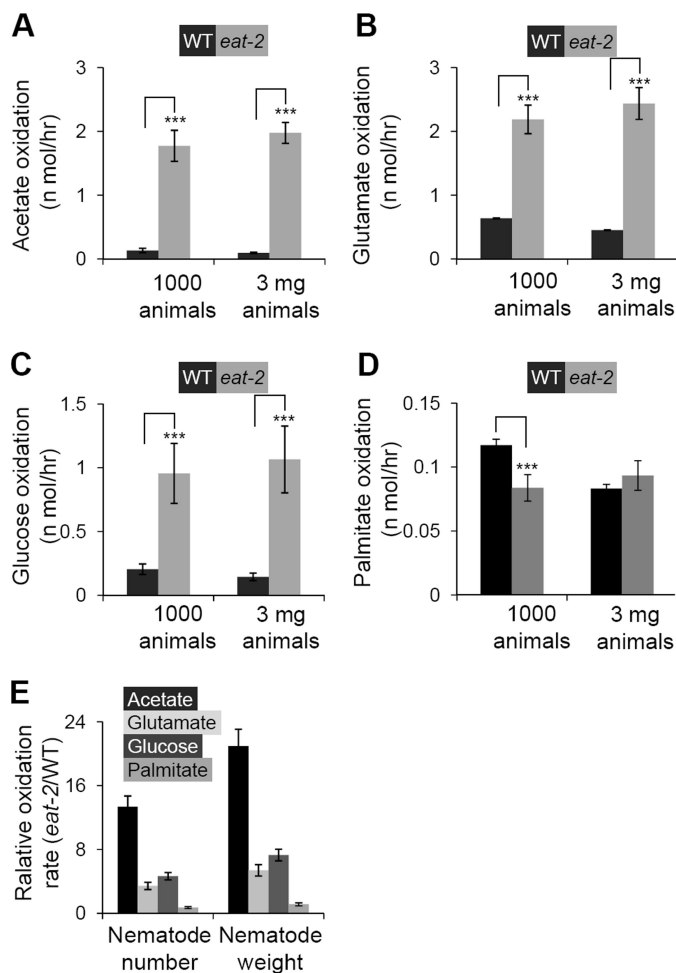 A
WT eat-2
Acetate oxidation
(n mol/hr)
3
2
1
0
***
***
1000
animals
3 mg
animals
B
WT eat-2
Glutamate oxidation
(n mol/hr)
3
2
1
0
***
***
1000
animals
3 mg
animals
C
WT eat-2
Glucose oxidation
(n mol/hr)
1.5
1
0.5
0
***
***
1000
animals
3 mg
animals
D
WT eat-2
Palmitate oxidation
(n mol/hr)
0.15
0.1
0.05
0
***
1000
animals
3 mg
animals
E
Acetate
Glutamate
Glucose
Palmitate
Ralative oxidation
rate (eat-2/WT)
24
16
8
0
Nematode
number
Nematode
weight